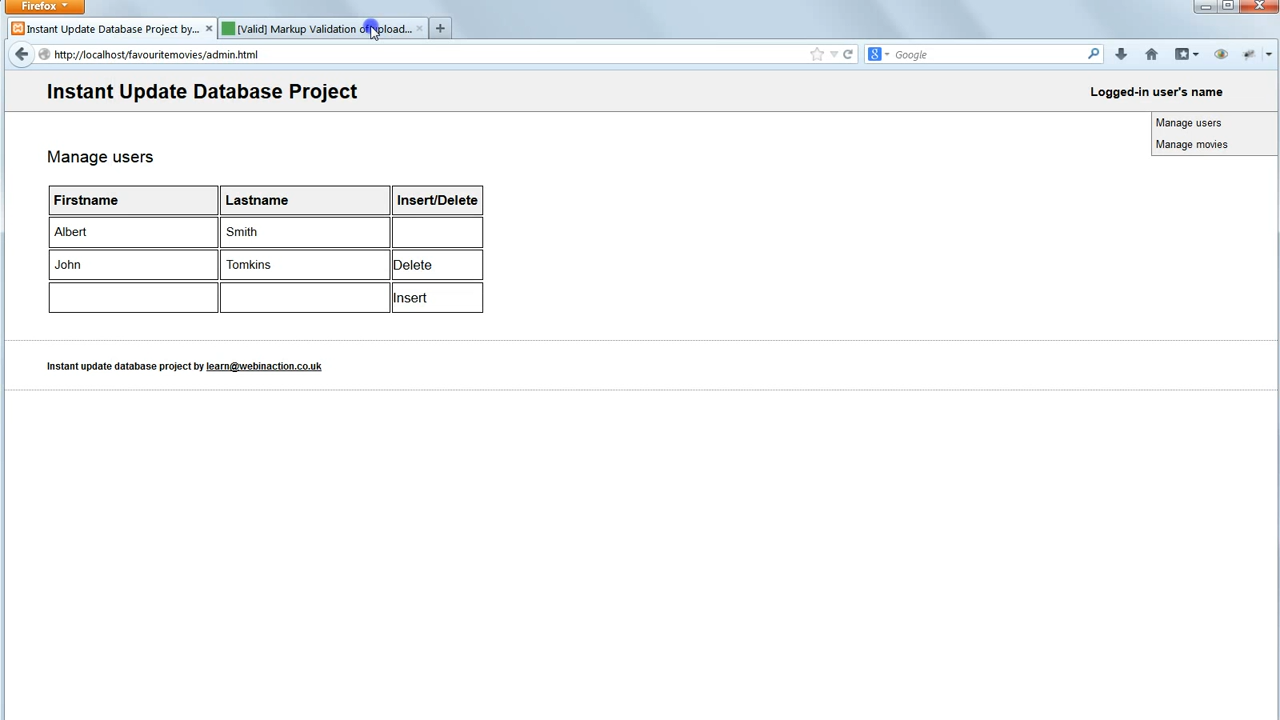 Firefox
Instant Update Database Project by...
[Valid] Markup Validation of upload...
http://localhost/favouritemovies/admin.html
Google
Instant Update Database Project
Logged-in user's name
Manage users
Manage movies
Manage users
Firstname Lastname Insert/Delete
Albert Smith
John Tomkins Delete
Insert
Instant update database project by learn@webinaction.co.uk